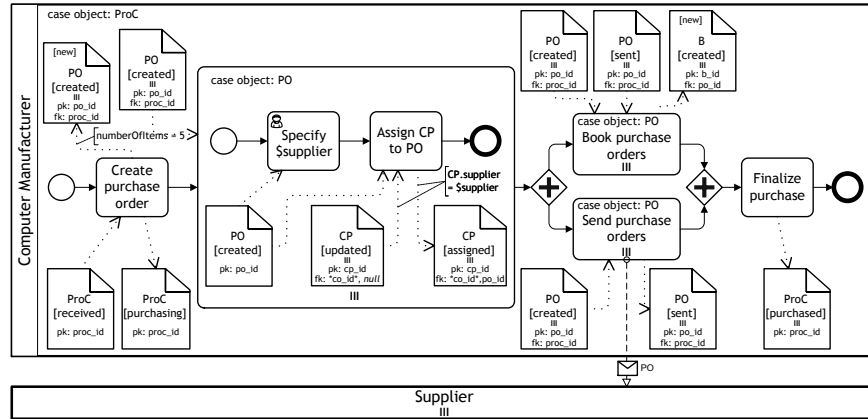 case object: ProC
Computer Manufacturer
[new]
PO
[created]
III
pk: po_id
fk: proc_id
PO
[created]
III
pk: po_id
fk: proc_id
numberOfItems = 5
Create
purchase
order
ProC
[received]
pk: proc_id
ProC
[purchasing]
pk: proc_id
case object: PO
Specify
$supplier
Assign CP
to PO
CP.supplier
= $supplier
PO
[created]
pk: po_id
CP
[updated]
III
pk: cp_id
fk: *co_id*, null
CP
[assigned]
III
pk: cp_id
fk: *co_id*,po_id
III
PO
[created]
III
pk: po_id
fk: proc_id
PO
[sent]
III
pk: po_id
fk: proc_id
[new]
B
[created]
III
pk: b_id
fk: po_id
case object: PO
Book purchase
orders
III
case object: PO
Send purchase
orders
III
PO
[created]
III
pk: po_id
fk: proc_id
PO
[sent]
III
pk: po_id
fk: proc_id
Finalize
purchase
ProC
[purchased]
III
pk: proc_id
PO
Supplier
III